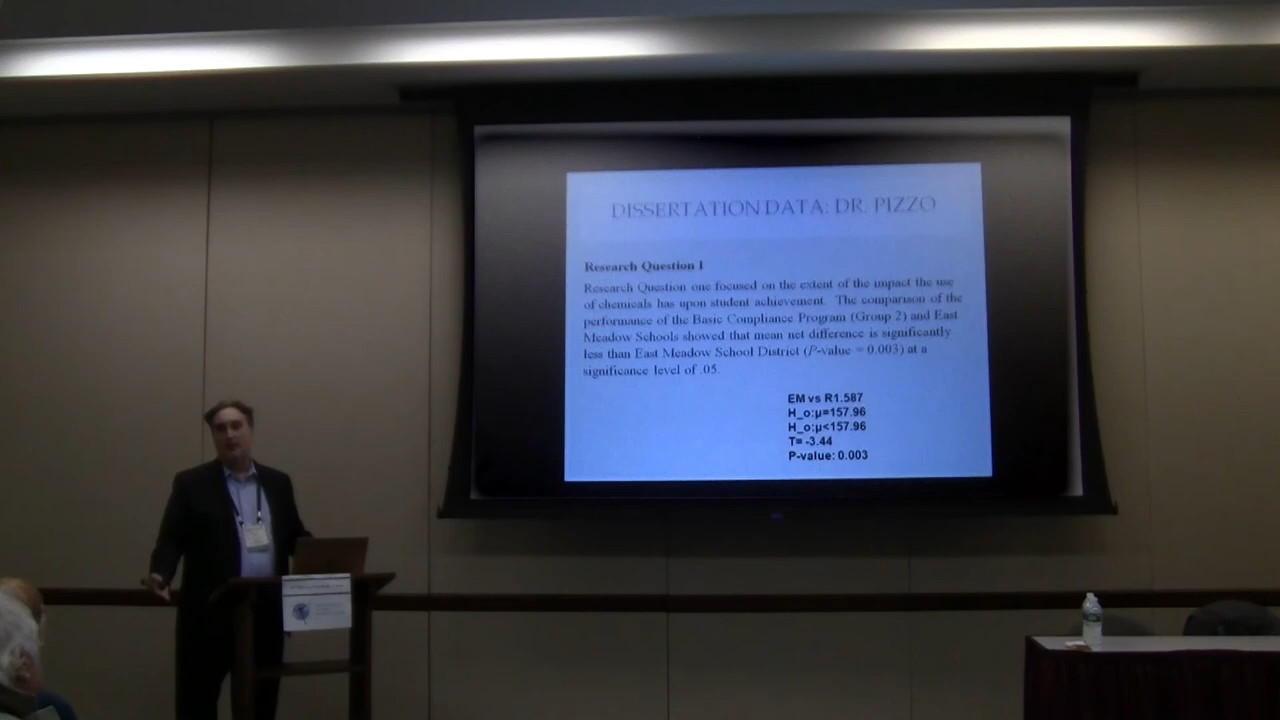 DISSERTATION DATA: DR. PIZZO
Research Question 1
Research Question one focused on the extent of the impact the use
of chemicals has upon student achievement. The comparison of the
performance of the Basic Compliance Program (Group 2) and East
Meadow Schools showed that mean net difference is significantly
less than East Meadow School District (P-value = 0.003) at a
significance level of .05.
EM vs R1.587
H_o:µ=157.96
H_o:µ<157.96
T= -3.44
P-value: 0.003